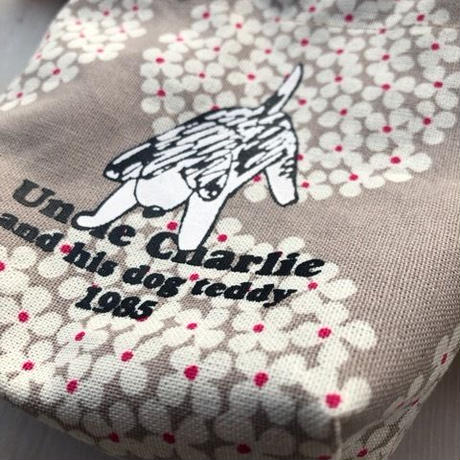 Uncle Charlie
and his dog teddy
1985